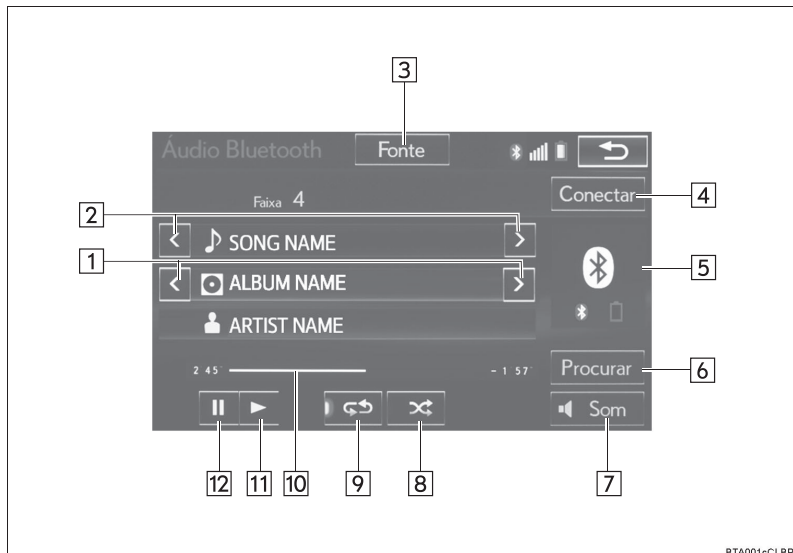 3
Áudio Bluetooth Fonte
Faixa 4 Conectar 4
2 SONG NAME
1 ALBUM NAME 5
ARTIST NAME
2 45 - 1 57 Procurar 6
Som
12 11 10 9 8 7
BTA001cCLBR